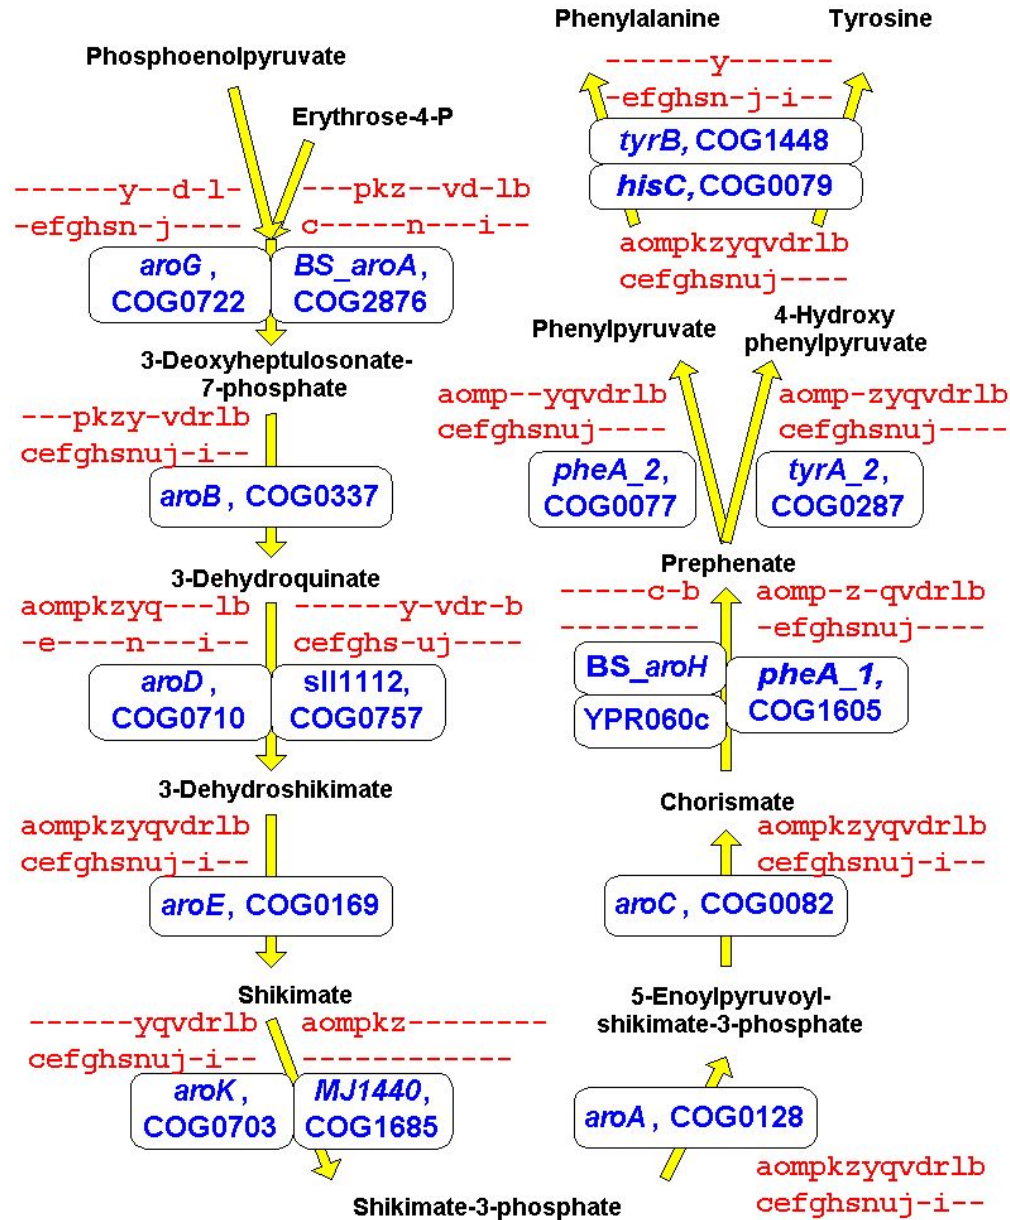 Phosphoenolpyruvate
Erythrose-4-P
------y--d-l-
---pkz--vd-lb
-efghsn-j----
c-----n---i--
aroG , COG0722
BS_aroA, COG2876
3-Deoxyheptulosonate-
7-phosphate
---pkzy-vdrlb
cefghsnuj-i--
aroB , COG0337
3-Dehydroquinate
aompkzyq---lb
------y-vdr-b
-e----n---i--
cefghs-uj----
aroD , COG0710
sll1112, COG0757
3-Dehydroshikimate
aompkzyqvdrlb
cefghsnuj-i--
aroE, COG0169
Shikimate
------yqvdrlb
aompkz--------
cefghsnuj-i--
------------
aroK , COG0703
MJ1440, COG1685
Shikimate-3-phosphate
Phenylalanine
Tyrosine
------y------
-efghsn-j-i--
tyrB, COG1448
hisC, COG0079
aompkzyqvdrlb
cefghsnuj----
Phenylpyruvate
4-Hydroxy
phenylpyruvate
aomp--yqvdrlb
aomp-zyqvdrlb
cefghsnuj----
cefghsnuj----
pheA_2, COG0077
tyrA_2, COG0287
Prephenate
-----c-b
aomp-z-qvdrlb
--------
-efghsnuj----
BS_aroH
YPR060c
pheA_1, COG1605
Chorismate
aompkzyqvdrlb
cefghsnuj-i--
aroC , COG0082
5-Enoylpyruvoyl-
shikimate-3-phosphate
aroA , COG0128
aompkzyqvdrlb
cefghsnuj-i--